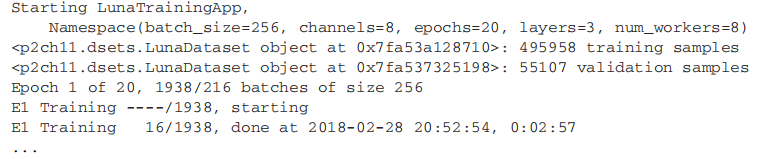 Starting LunaTrainingApp,
    Namespace(batch_size=256, channels=8, epochs=20, layers=3, num_workers=8)
<p2ch11.dsets.LunaDataset object at 0x7fa53a128710>: 495958 training samples
<p2ch11.dsets.LunaDataset object at 0x7fa537325198>: 55107 validation samples
Epoch 1 of 20, 1938/216 batches of size 256
E1 Training ----/1938, starting
E1 Training   16/1938, done at 2018-02-28 20:52:54, 0:02:57
...